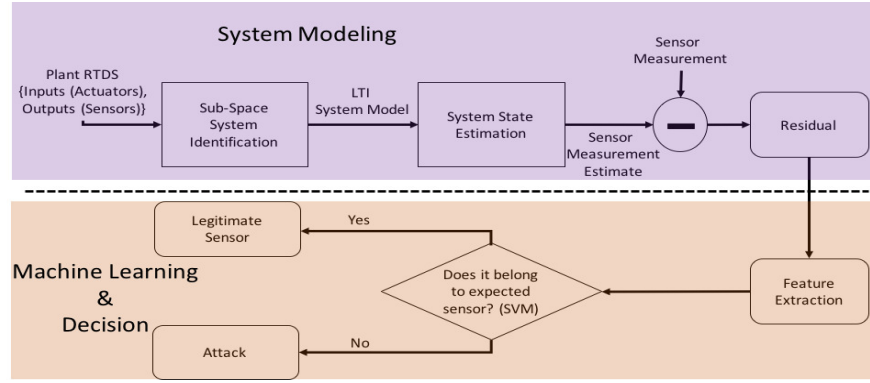 System Modeling
Plant RTDS
{Inputs (Actuators),
Outputs (Sensors)}
Sub-Space
System
Identification
LTI
System Model
System State
Estimation
Sensor
Measurement
Estimate
Sensor
Measurement
Residual
Machine Learning
&
Decision
Feature
Extraction
Does it belong
to expected
sensor? (SVM)
Yes
Legitimate
Sensor
No
Attack